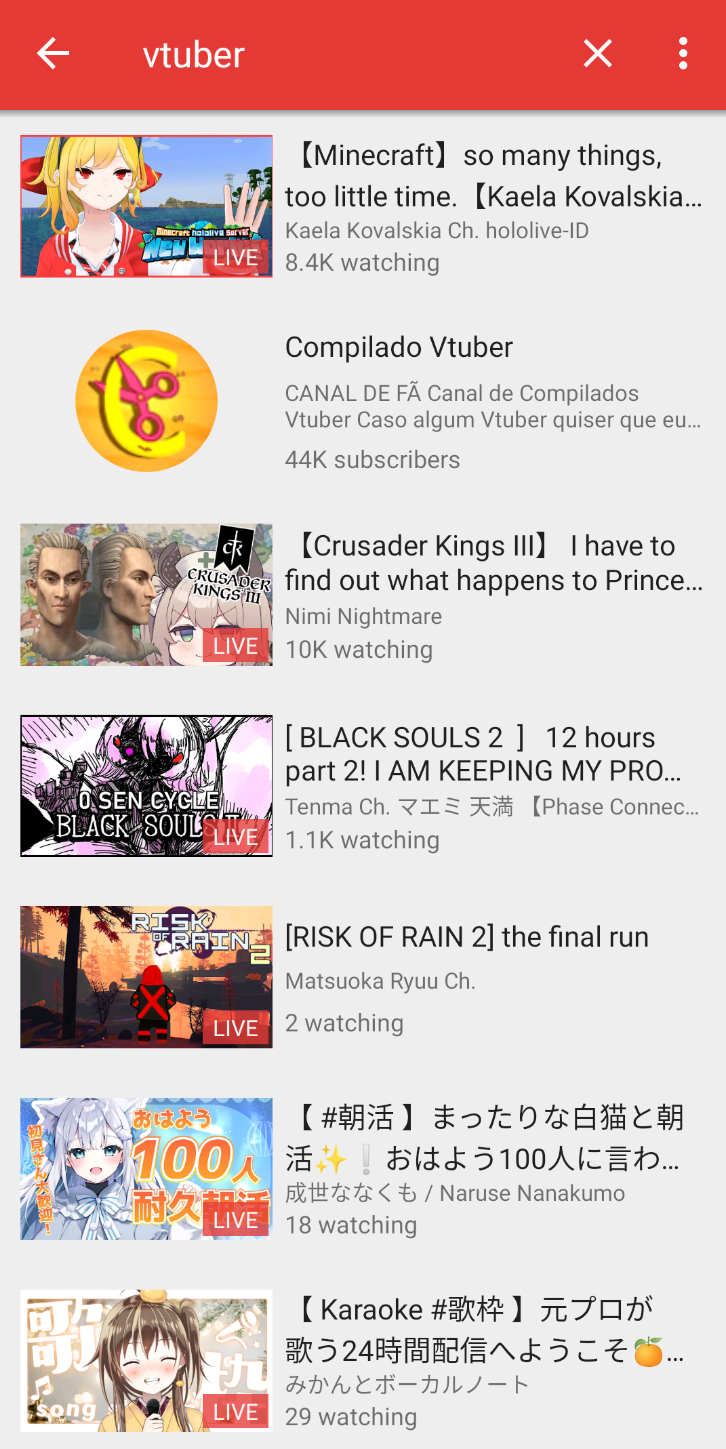 vtuber
【Minecraft】so many things,
too little time.【Kaela Kovalskia...
Kaela Kovalskia Ch. hololive-ID
8.4K watching
Minecraft hololive Server
LIVE
Compilado Vtuber
CANAL DE FÃ Canal de Compilados
Vtuber Caso algum Vtuber quiser que eu...
44K subscribers
【Crusader Kings III】 I have to
find out what happens to Prince...
Nimi Nightmare
10K watching
CRUSADER
KINGS III
LIVE
[ BLACK SOULS 2 ] 12 hours
part 2! I AM KEEPING MY PRO...
Tenma Ch. マエミ 天満 【Phase Connec...
1.1K watching
0 SEN CYCLE
BLACK SOULS
LIVE
[RISK OF RAIN 2] the final run
Matsuoka Ryuu Ch.
2 watching
RISK
OF RAIN
2
LIVE
【 #朝活 】まったりな白猫と朝
活✨❕おはよう100人に言わ...
成世ななくも / Naruse Nanakumo
18 watching
おはよう
100人
耐久朝活
初見さん大歓迎!
LIVE
【 Karaoke #歌枠 】元プロが
歌う24時間配信へようこそ🍊...
みかんとボーカルノート
29 watching
song
LIVE